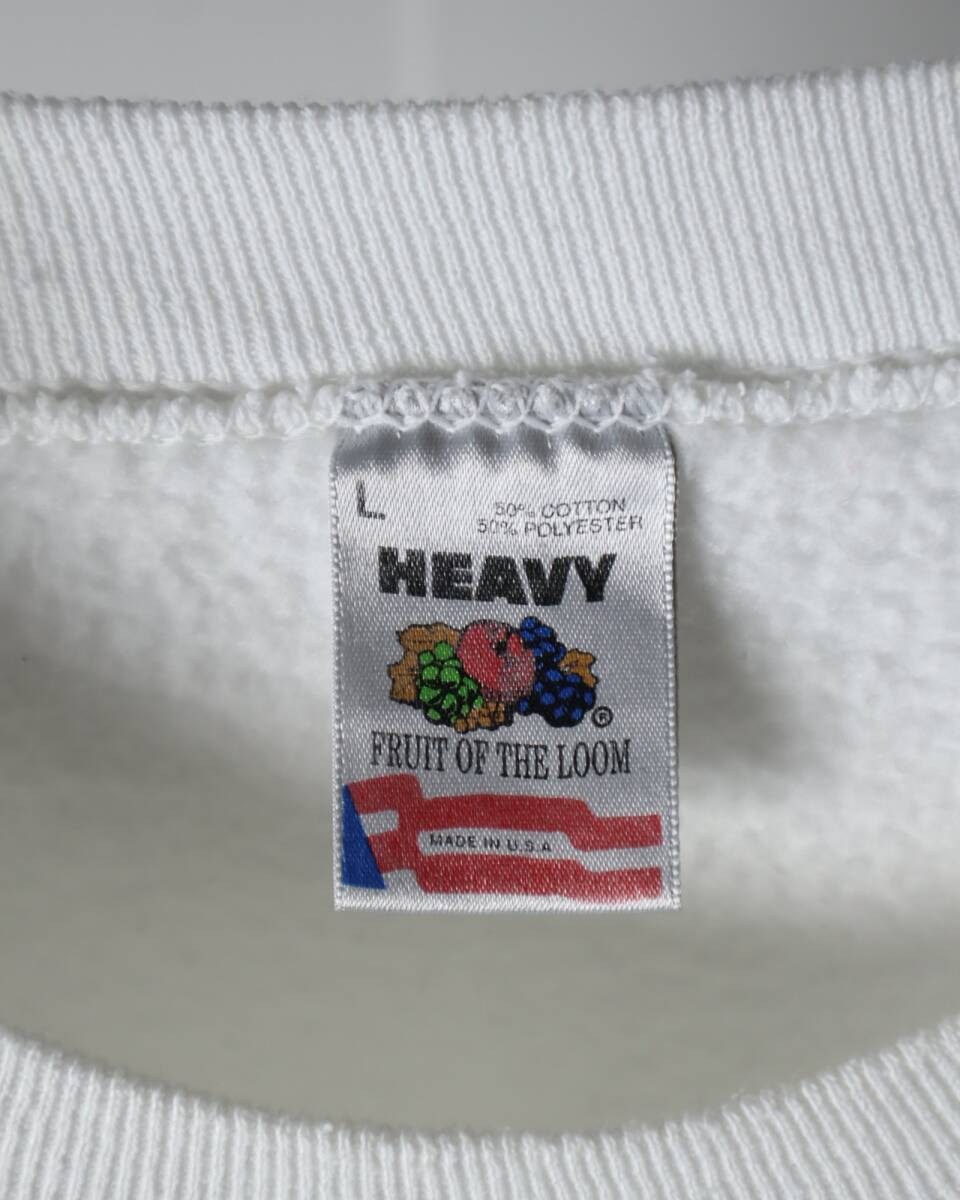 L
50% COTTON
50% POLYESTER
HEAVY
®
FRUIT OF THE LOOM
MADE IN U.S.A